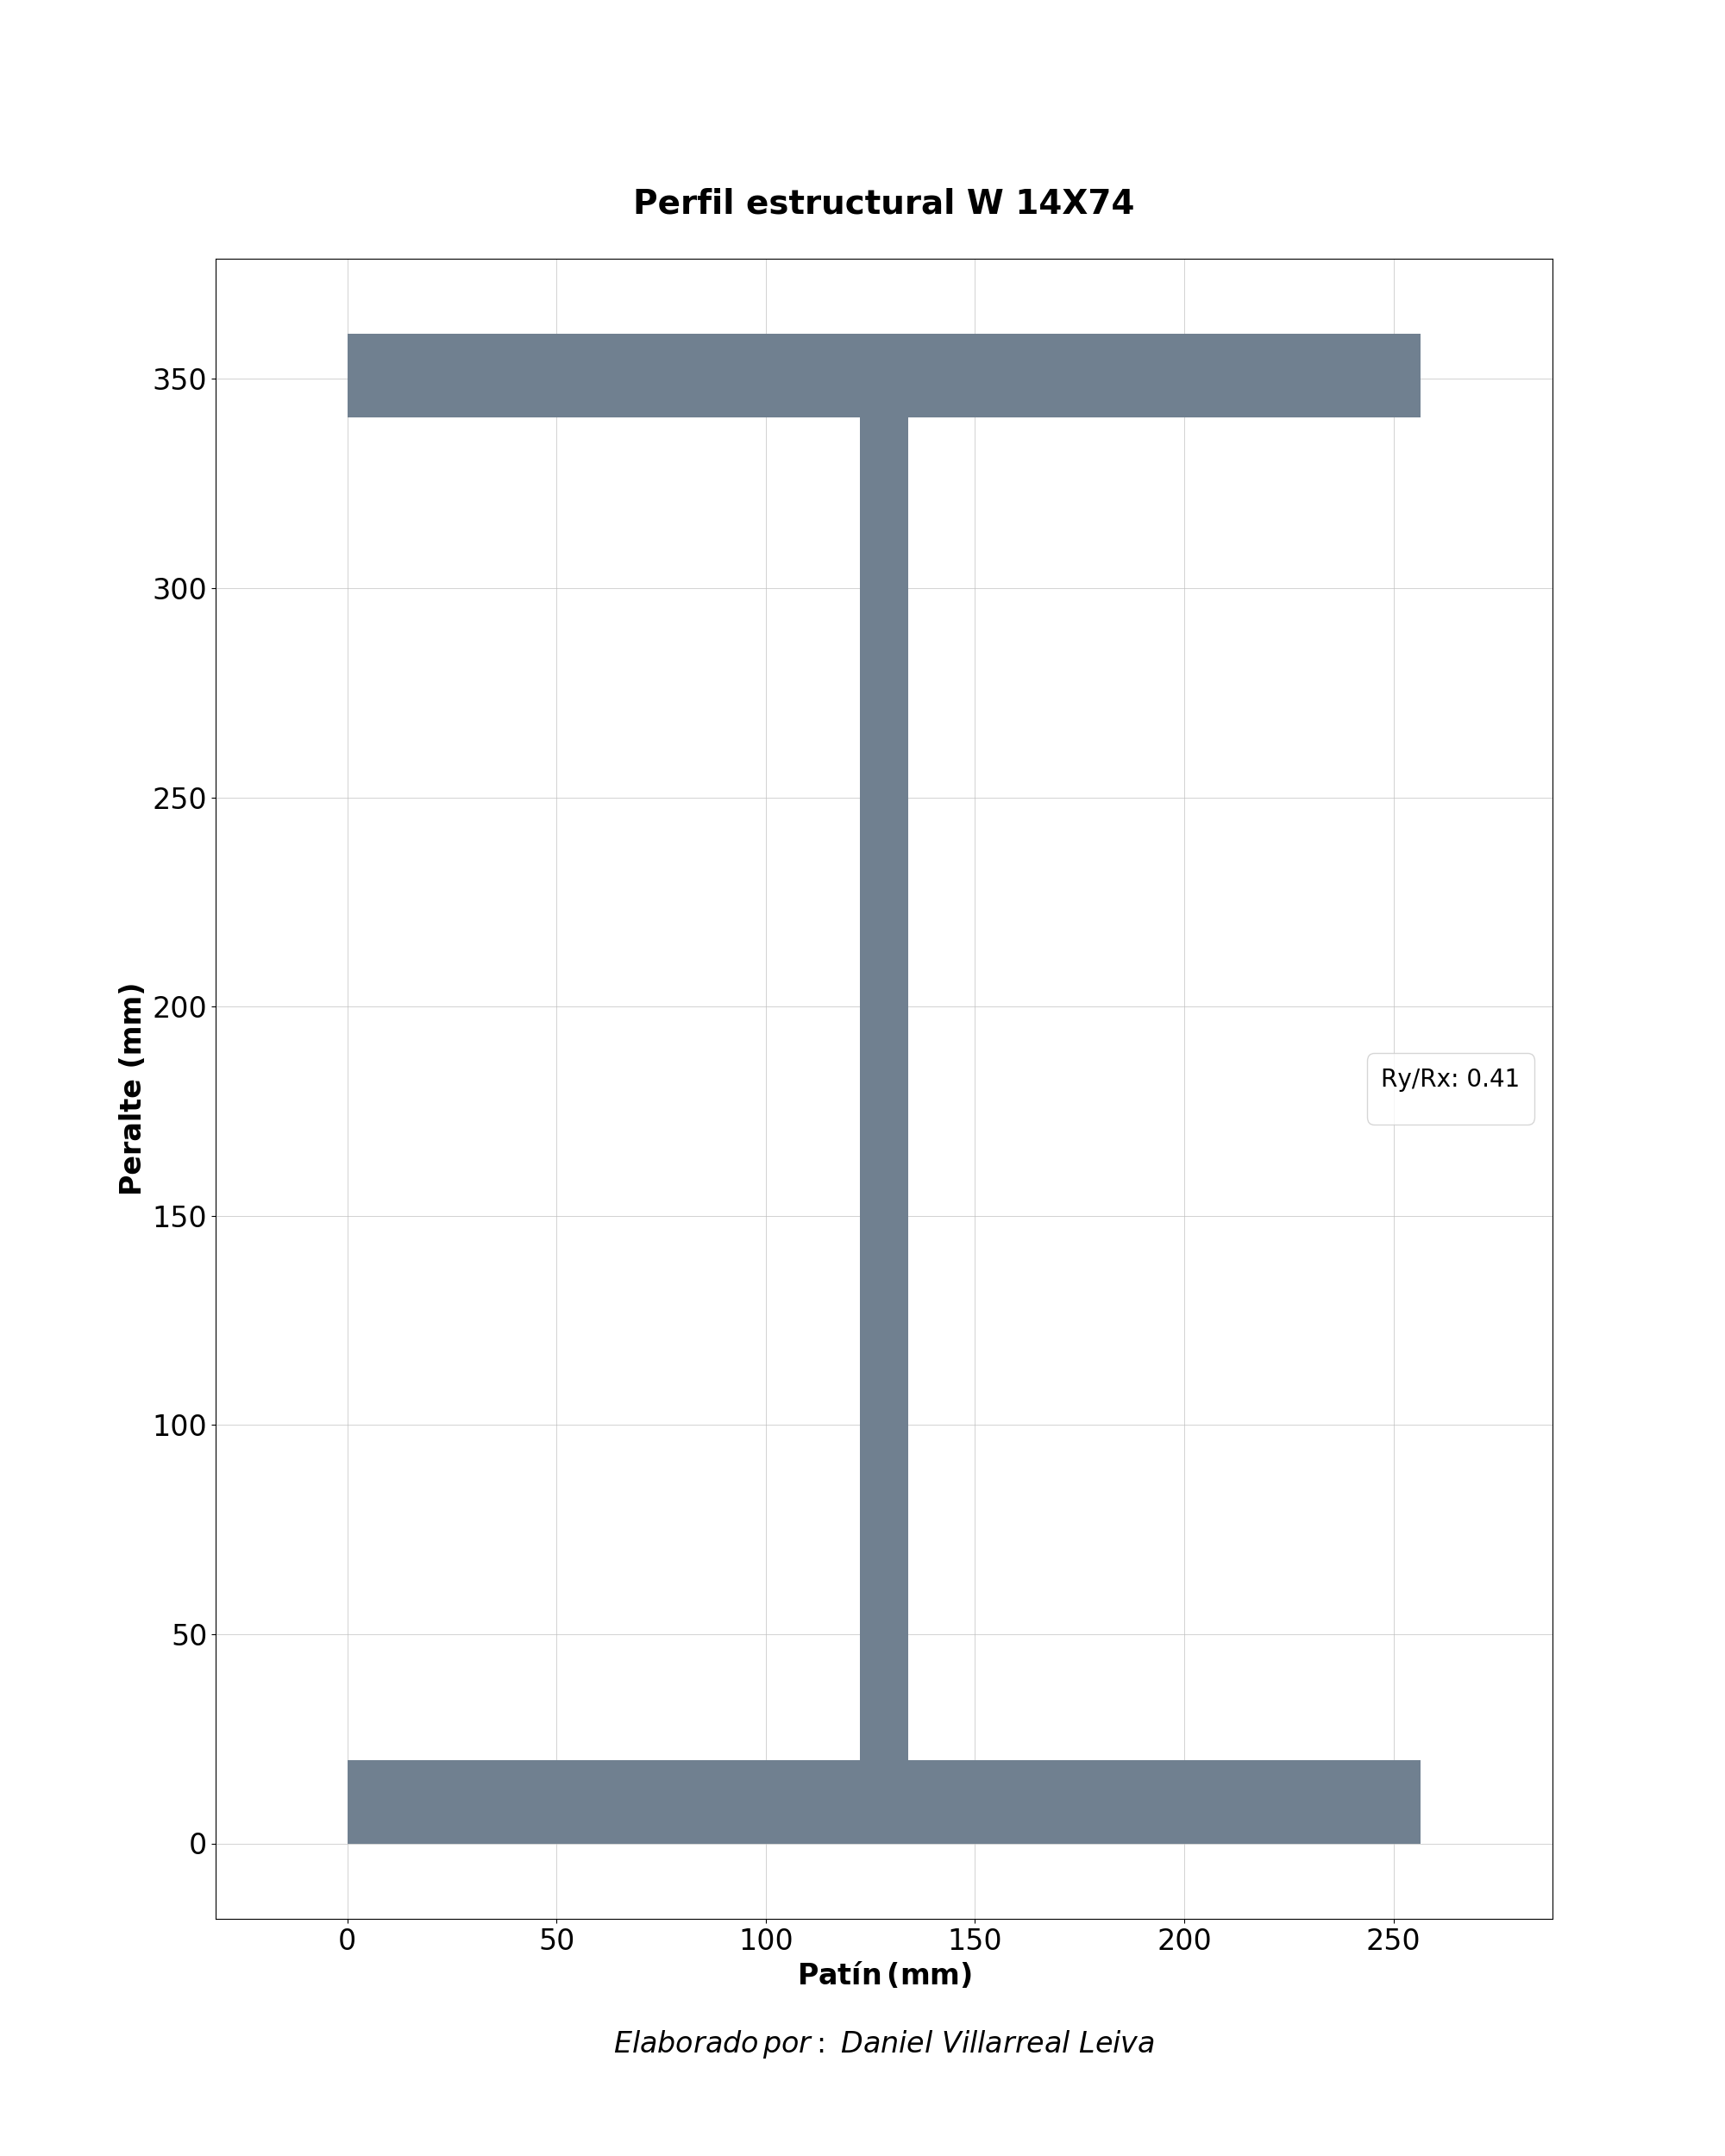 Perfil estructural W 14X74
Peralte (mm)
350
300
250
200
150
100
50
0
Ry/Rx: 0.41
0 50 100 150 200 250
Patín (mm)
Elaborado por: Daniel Villarreal Leiva